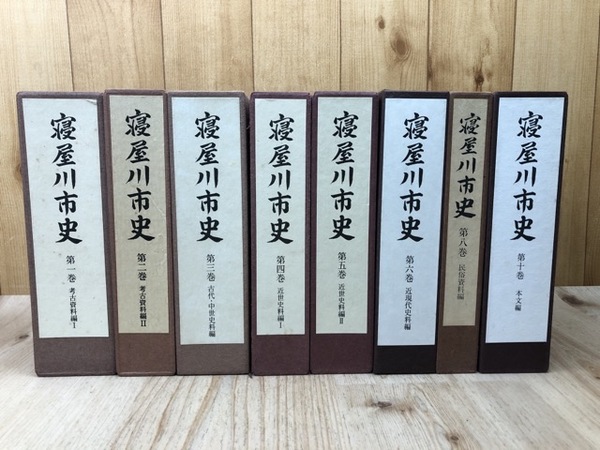 寝屋川市史 第一巻 考古資料編Ⅰ
寝屋川市史 第二巻 考古資料編Ⅱ
寝屋川市史 第三巻 古代・中世史料編
寝屋川市史 第四巻 近世史料編Ⅰ
寝屋川市史 第五巻 近世史料編Ⅱ
寝屋川市史 第六巻 近現代史料編
寝屋川市史 第八巻 民俗資料編
寝屋川市史 第十巻 本文編